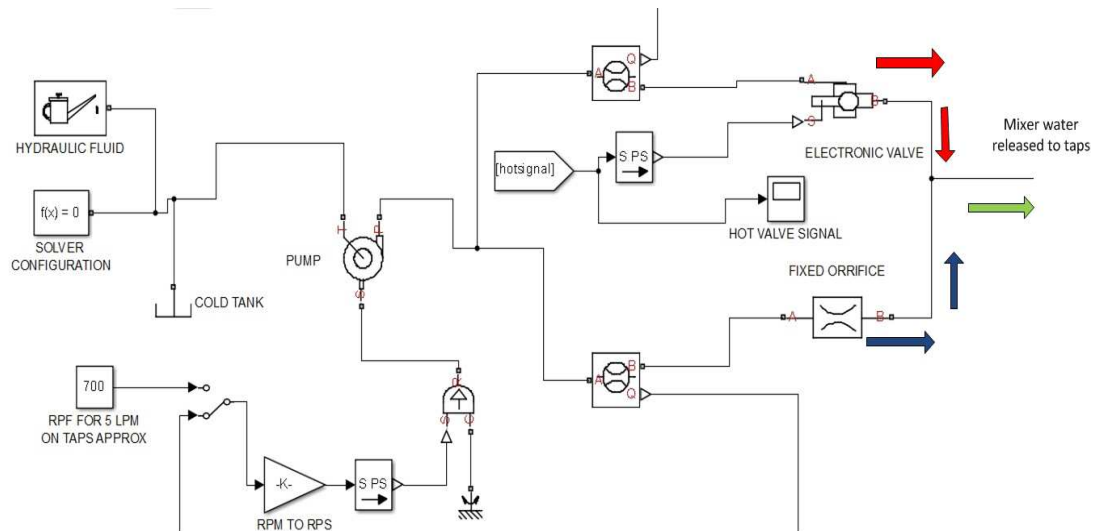 Q
A
B
A
S
B
Mixer water
released to taps
HYDRAULIC FLUID
[hotsignal]
S PS
ELECTRONIC VALVE
f(x) = 0
SOLVER
CONFIGURATION
T
P
HOT VALVE SIGNAL
PUMP
S
FIXED ORRIFICE
COLD TANK
A
B
B
A
Q
700
RPF FOR 5 LPM
ON TAPS APPROX
R
S
C
-K-
S PS
RPM TO RPS